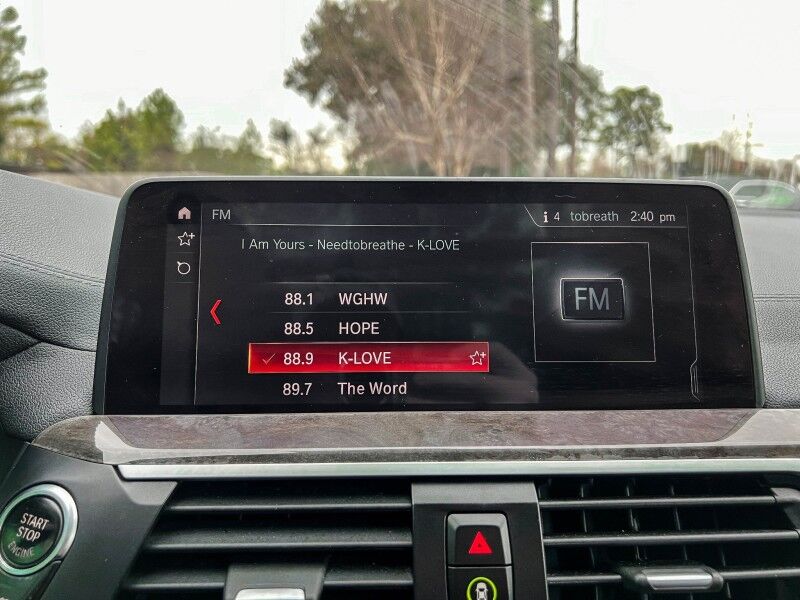 FM
i 4 tobreath 2:40 pm
I Am Yours - Needtobreathe - K-LOVE
FM
88.1 WGHW
88.5 HOPE
88.9 K-LOVE
89.7 The Word
START
STOP
ENGINE